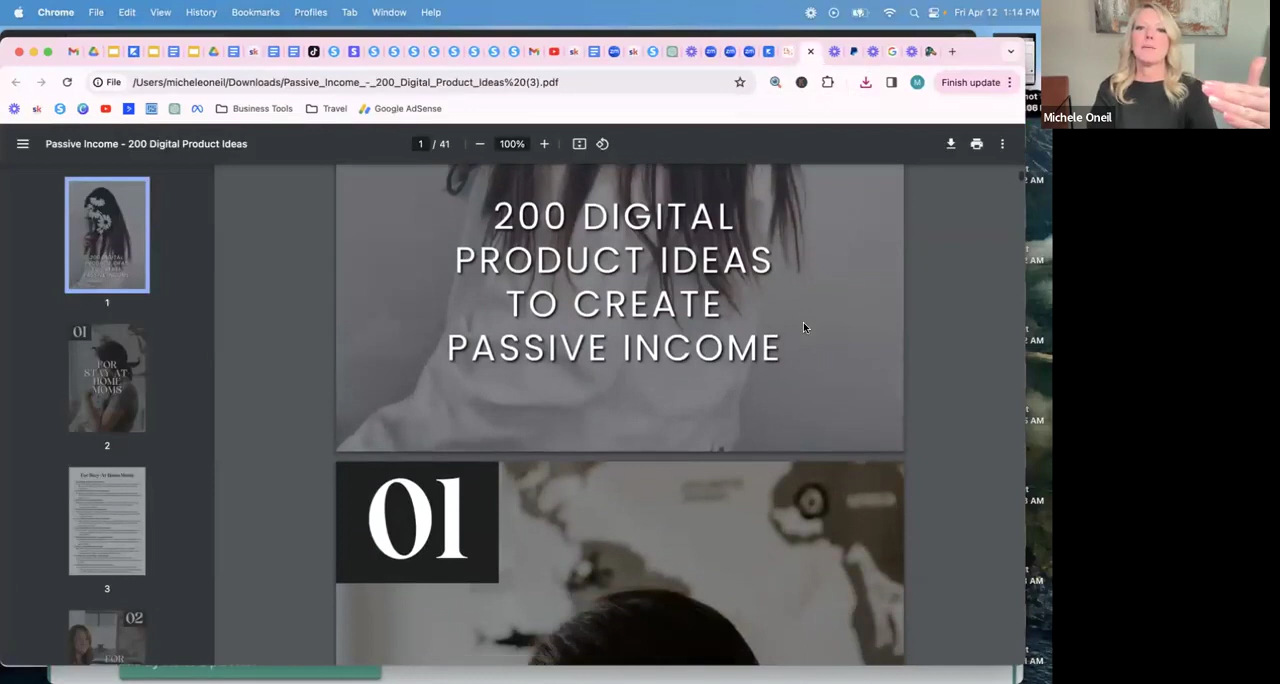 Chrome File Edit View History Bookmarks Profiles Tab Window Help Fri Apr 12 1:14 PM
File /Users/micheleoneil/Downloads/Passive_Income_-_200_Digital_Product_Ideas%20(3).pdf Finish update
Business Tools Travel Google AdSense
Passive Income - 200 Digital Product Ideas 1 / 41 100%
Michele Oneil
200 DIGITAL
PRODUCT IDEAS
TO CREATE
PASSIVE INCOME
01
1
01
FOR
STAY AT
HOME
MOMS
2
3
02
FOR